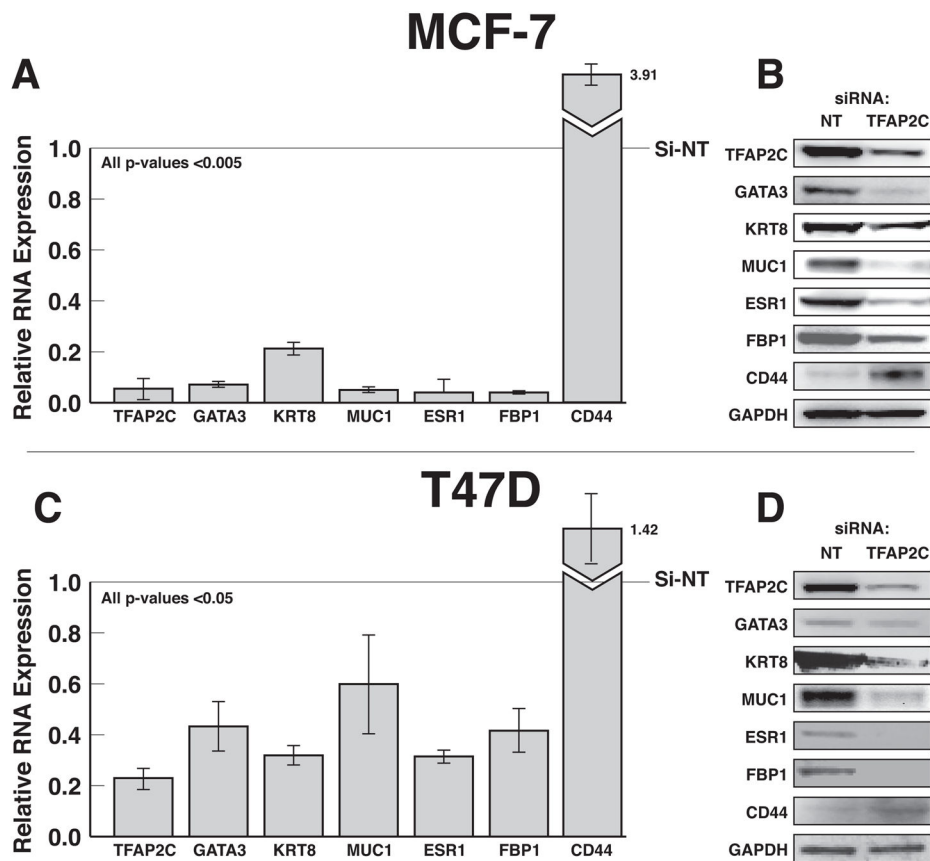 MCF-7
A
Relative RNA Expression
1.0
0.8
0.6
0.4
0.2
0.0
All p-values <0.005
3.91
Si-NT
TFAP2C GATA3 KRT8 MUC1 ESR1 FBP1 CD44
B
siRNA:
NT TFAP2C
TFAP2C
GATA3
KRT8
MUC1
ESR1
FBP1
CD44
GAPDH
T47D
C
Relative RNA Expression
1.0
0.8
0.6
0.4
0.2
0.0
All p-values <0.05
1.42
Si-NT
TFAP2C GATA3 KRT8 MUC1 ESR1 FBP1 CD44
D
siRNA:
NT TFAP2C
TFAP2C
GATA3
KRT8
MUC1
ESR1
FBP1
CD44
GAPDH